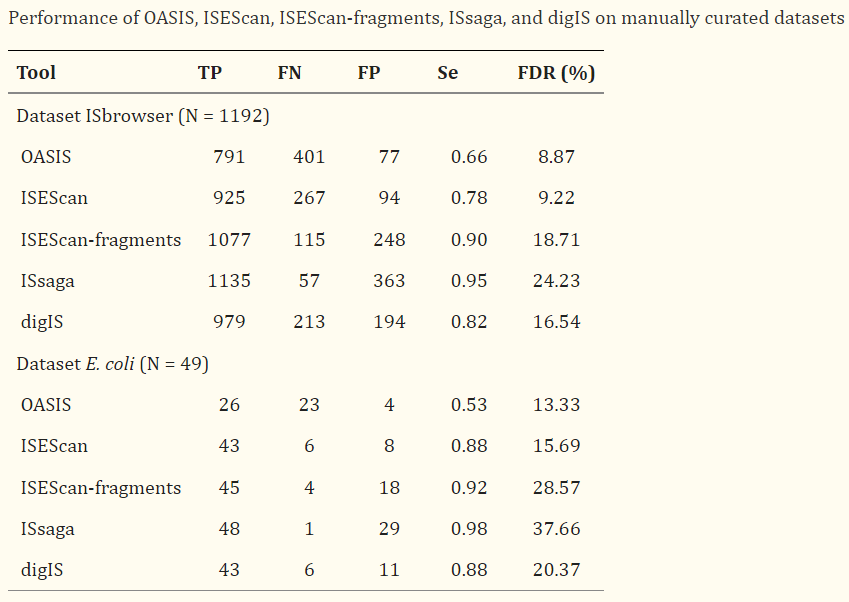 Performance of OASIS, ISEScan, ISEScan-fragments, ISsaga, and digIS on manually curated datasets
Tool TP FN FP Se FDR (%)
Dataset ISbrowser (N = 1192)
OASIS 791 401 77 0.66 8.87
ISEScan 925 267 94 0.78 9.22
ISEScan-fragments 1077 115 248 0.90 18.71
ISsaga 1135 57 363 0.95 24.23
digIS 979 213 194 0.82 16.54
Dataset E. coli (N = 49)
OASIS 26 23 4 0.53 13.33
ISEScan 43 6 8 0.88 15.69
ISEScan-fragments 45 4 18 0.92 28.57
ISsaga 48 1 29 0.98 37.66
digIS 43 6 11 0.88 20.37